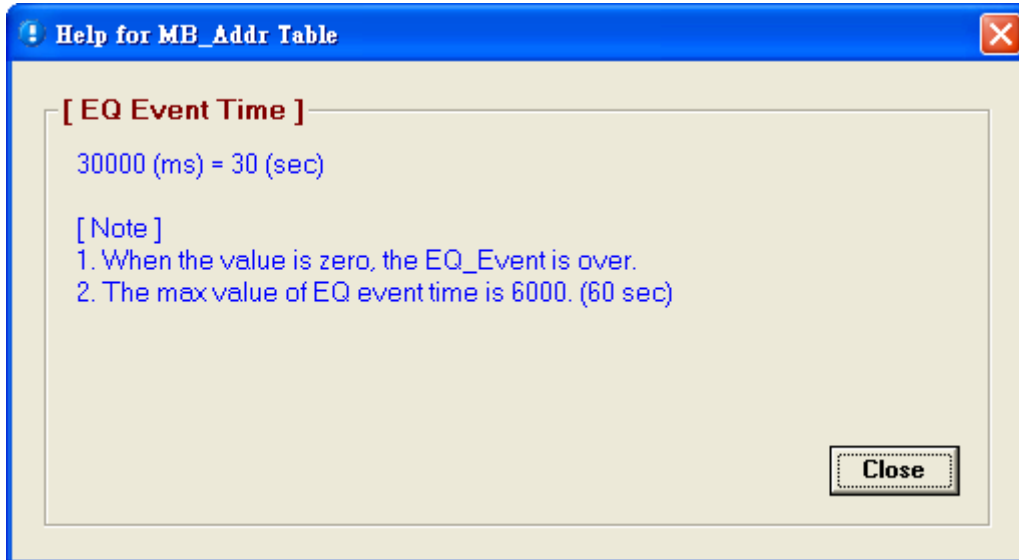 Help for MB_Addr Table
[ EQ Event Time ]
30000 (ms) = 30 (sec)
[ Note ]
1. When the value is zero, the EQ_Event is over.
2. The max value of EQ event time is 6000. (60 sec)
Close